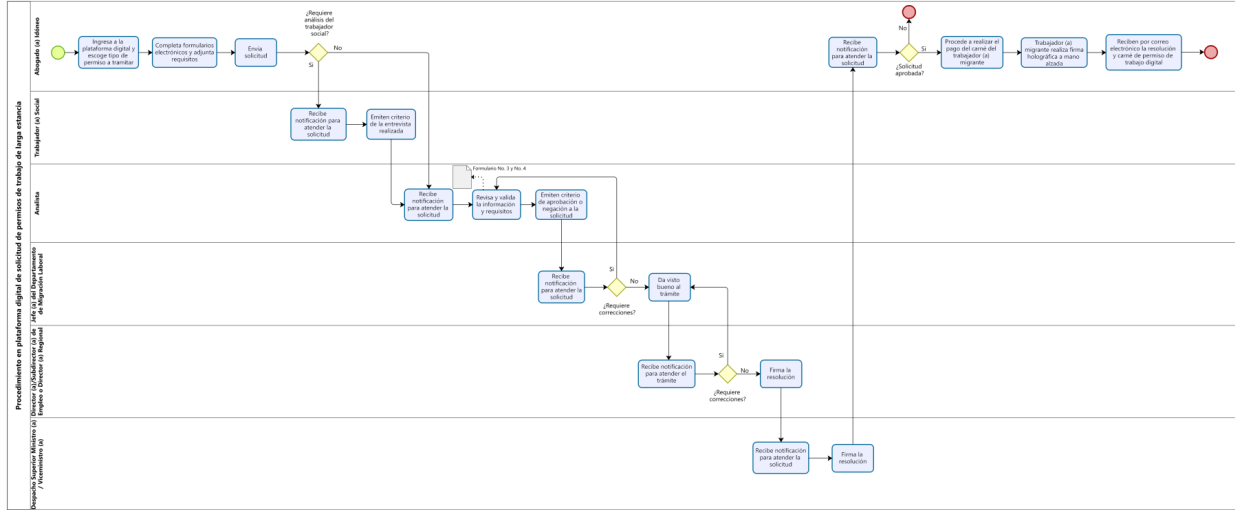 Procedimiento en plataforma digital de solicitud de permisos de trabajo de larga estancia
Abogado (a) Idóneo
Ingresa a la
plataforma digital y
escoge tipo de
permiso a tramitar
Completa formularios
electrónicos y adjunta
requisitos
Envía
solicitud
¿Requiere
análisis del
trabajador
social?
No
Si
Recibe
notificación para
atender la
solicitud
No
¿Solicitud
aprobada?
Si
Procede a realizar el
pago del carné del
trabajador (a)
migrante
Trabajador (a)
migrante realiza firma
holográfica a mano
alzada
Reciben por correo
electrónico la resolución
y carné de permiso de
trabajo digital
Trabajador (a) Social
Recibe
notificación para
atender la
solicitud
Emiten criterio
de la entrevista
realizada
Analista
Formulario No. 3 y No. 4
Recibe
notificación
para atender la
solicitud
Revisa y valida
la información
y requisitos
Emiten criterio
de aprobación o
negación a la
solicitud
Jefe (a) del Departamento
de Migración Laboral
Recibe
notificación
para atender la
solicitud
Si
No
¿Requiere
correcciones?
Da visto
bueno al
trámite
Director (a)/Subdirector (a) de
Empleo o Director (a) Regional
Recibe notificación
para atender el
trámite
Si
No
¿Requiere
correcciones?
Firma la
resolución
Despacho Superior Ministro (a)
/ Viceministro (a)
Recibe notificación
para atender la
solicitud
Firma la
resolución